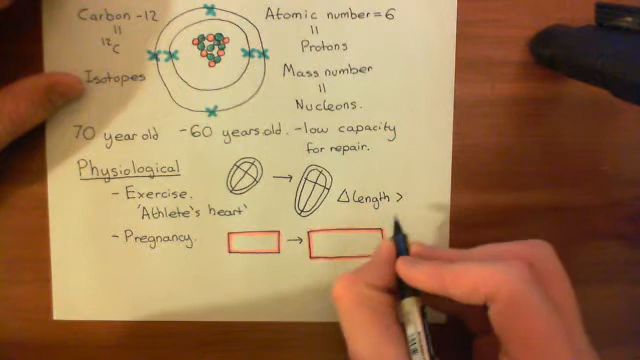 Carbon -12
Atomic number = 6
"
"
¹²C
Protons
Isotopes
Mass number
"
Nucleons.
70 year old - 60 years old. - low capacity
for repair.
Physiological
- Exercise.
'Athlete's heart'
Δ length >
- Pregnancy.